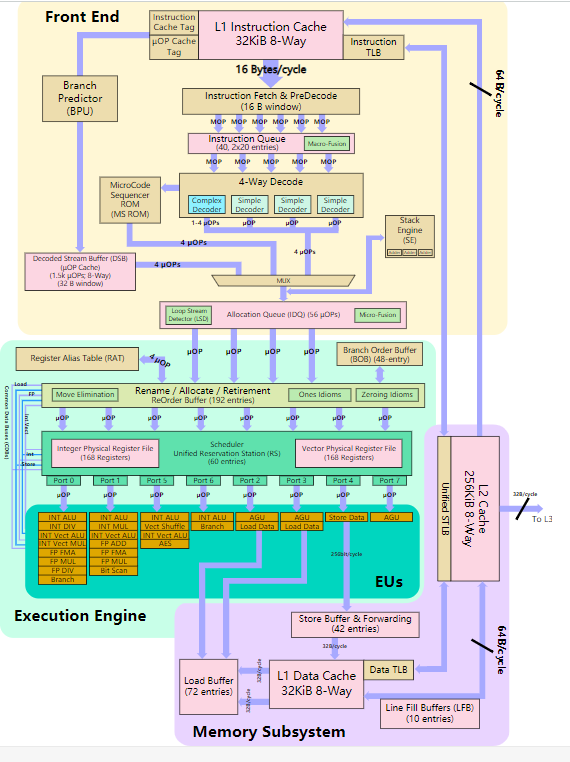 Front End
Instruction
Cache Tag
µOP Cache
Tag
L1 Instruction Cache
32KiB 8-Way
Instruction
TLB
16 Bytes/cycle
64B/cycle
Branch
Predictor
(BPU)
Instruction Fetch & PreDecode
(16 B window)
MOP MOP MOP MOP MOP MOP
Instruction Queue
(40, 2x20 entries)
Macro-Fusion
MOP MOP MOP MOP MOP
MicroCode
Sequencer
ROM
(MS ROM)
4-Way Decode
Complex
Decoder
Simple
Decoder
Simple
Decoder
Simple
Decoder
1-4 µOPs µOP µOP µOP
Stack
Engine
(SE)
4 µOPs
4 µOPs
Decoded Stream Buffer (DSB)
(µOP Cache)
(1.5k µOPs; 8-Way)
(32 B window)
4 µOPs
MUX
Loop Stream
Detector (LSD)
Allocation Queue (IDQ) (56 µOPs)
Micro-Fusion
µOP µOP µOP µOP
Register Alias Table (RAT)
4 µOP
Branch Order Buffer
(BOB) (48-entry)
Common Data Buses (CDBs)
Load
FP
Int Vect
Int
Store
Rename / Allocate / Retirement
ReOrder Buffer (192 entries)
Move Elimination
Ones Idioms
Zeroing Idioms
µOP µOP µOP µOP µOP µOP µOP µOP
Scheduler
Unified Reservation Station (RS)
(60 entries)
Integer Physical Register File
(168 Registers)
Vector Physical Register File
(168 Registers)
Port 0 Port 1 Port 5 Port 6 Port 2 Port 3 Port 4 Port 7
µOP µOP µOP µOP µOP µOP µOP µOP
INT ALU
INT DIV
INT Vect ALU
INT Vect MUL
FP FMA
FP MUL
FP DIV
Branch
INT ALU
INT MUL
INT Vect ALU
FP ADD
FP FMA
FP MUL
Bit Scan
INT ALU
Vect Shuffle
INT Vect ALU
AES
INT ALU
Branch
AGU
Load Data
AGU
Load Data
Store Data
AGU
256bit/cycle
EUs
Execution Engine
Unified STLB
L2 Cache
256KiB 8-Way
32B/cycle
To L3
Store Buffer & Forwarding
(42 entries)
32B/cycle
64B/cycle
Load Buffer
(72 entries)
32B/cycle
32B/cycle
L1 Data Cache
32KiB 8-Way
Data TLB
Line Fill Buffers (LFB)
(10 entries)
Memory Subsystem